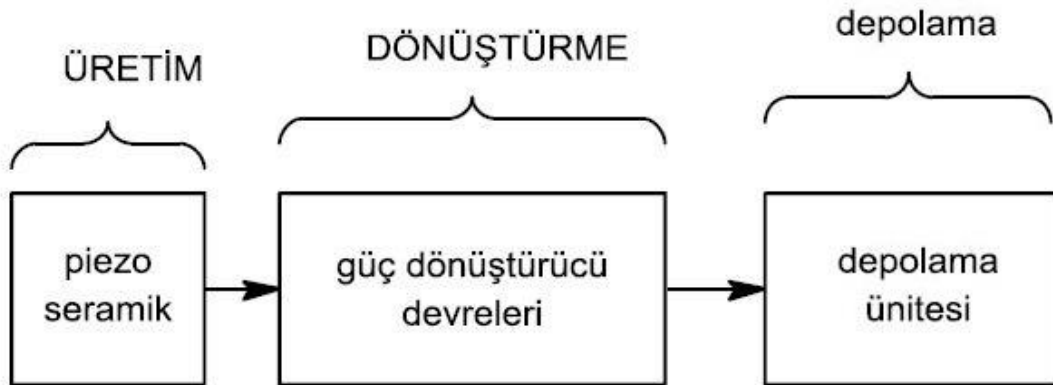 ÜRETİM
DÖNÜŞTÜRME
depolama
piezo
seramik
güç dönüştürücü
devreleri
depolama
ünitesi